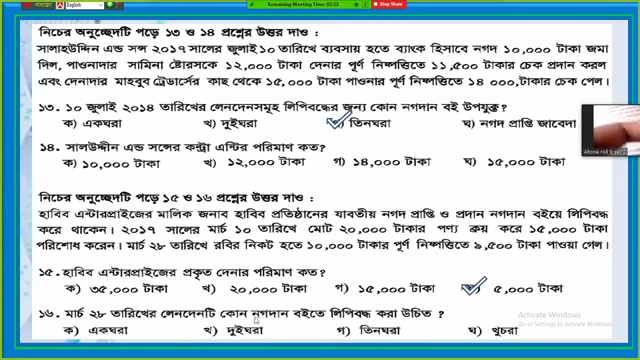 Remaining Meeting Time: 2:22
Stop Share
English
নিচের অনুচ্ছেদটি পড়ে ১৩ ও ১৪ প্রশ্নের উত্তর দাও :
সালাহউদ্দিন এন্ড সন্স ২০১৭ সালের জুলাই ১০ তারিখে ব্যবসায় হতে ব্যাংক হিসাবে নগদ ১০,০০০ টাকা জমা
দিল, পাওনাদার সামিনা ষ্টোরসকে ১২,০০০ টাকা দেনার পূর্ণ নিষ্পত্তিতে ১১,৫০০ টাকার চেক প্রদান করল
এবং দেনাদার মাহবুব ট্রেডার্সের কাছ থেকে ১৫,০০০ টাকা পাওনার পূর্ণ নিষ্পত্তিতে ১৪ ০০০ টাকার চেক পেল।
১৩. ১০ জুলাই ২০১৪ তারিখের লেনদেনসমূহ লিপিবদ্ধের জন্য কোন নগদান বই উপযুক্ত?
ক) একঘরা খ) দুইঘরা তিনঘরা ঘ) নগদ প্রাপ্তি জাবেদা
১৪. সালউদ্দীন এন্ড সন্সের কন্ট্রা এন্টির পরিমাণ কত?
ক) ১০,০০০ টাকা খ) ১২,০০০ টাকা গ) ১৪,০০০ টাকা ঘ) ১৫,০০০ টাকা
নিচের অনুচ্ছেদটি পড়ে ১৫ ও ১৬ প্রশ্নের উত্তর দাও :
হাবিব এন্টারপ্রাইজের মালিক জনাব হাবিব প্রতিষ্ঠানের যাবতীয় নগদ প্রাপ্তি ও প্রদান নগদান বইয়ে লিপিবদ্ধ
করে থাকেন। ২০১৭ সালের মার্চ ১০ তারিখে মোট ২০,০০০ টাকার পণ্য ক্রয় করে ১৫,০০০ টাকা
পরিশোধ করেন। মার্চ ২৮ তারিখে রবির নিকট হতে ১০,০০০ টাকার পূর্ণ নিষ্পত্তিতে ৯,৫০০ টাকা পাওয়া গেল।
১৫. হাবিব এন্টারপ্রাইজের প্রকৃত দেনার পরিমাণ কত?
ক) ৩৫,০০০ টাকা খ) ২০,০০০ টাকা গ) ১৫,০০০ টাকা ৫,০০০ টাকা
১৬. মার্চ ২৮ তারিখের লেনদেনটি কোন নগদান বইতে লিপিবদ্ধ করা উচিত ?
ক) একঘরা খ) দুইঘরা গ) তিনঘরা ঘ) খুচরা
Activate Windows
Go to Settings to activate Windows.